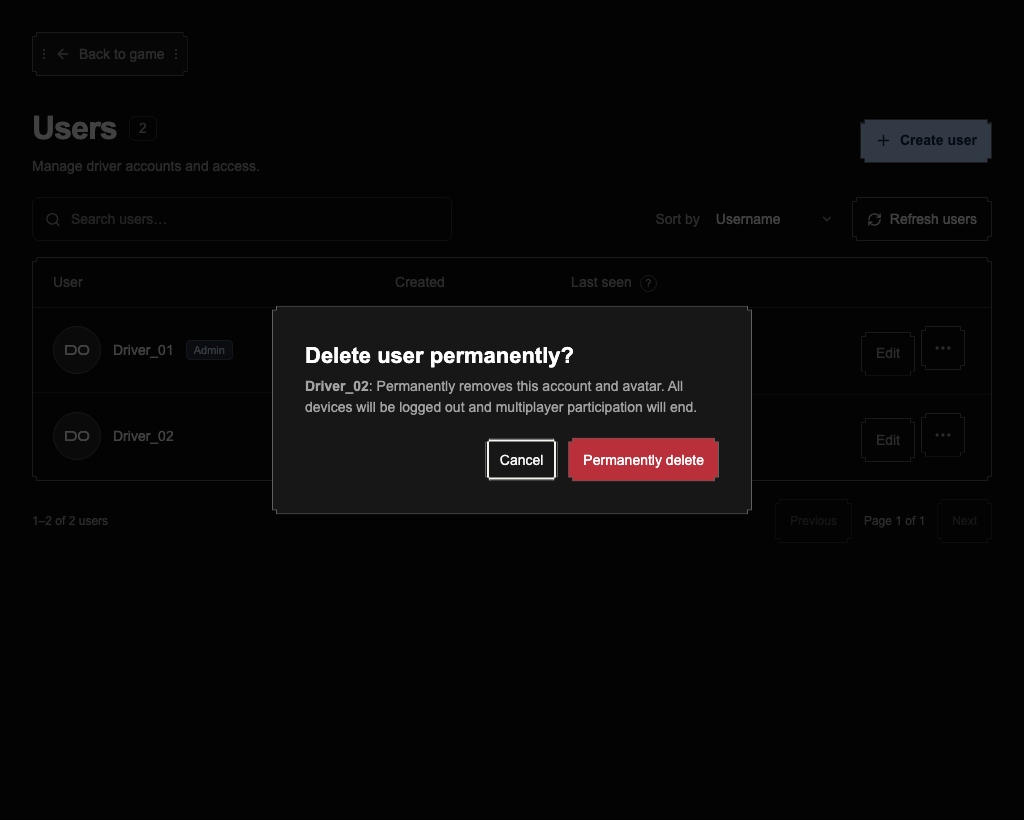 Back to game
Users 2
Create user
Manage driver accounts and access.
Search users…
Sort by Username
Refresh users
User Created Last seen ?
DO Driver_01 Admin
Edit
Delete user permanently?
Driver_02: Permanently removes this account and avatar. All
devices will be logged out and multiplayer participation will end.
DO Driver_02
Edit
Cancel Permanently delete
1–2 of 2 users
Previous Page 1 of 1 Next